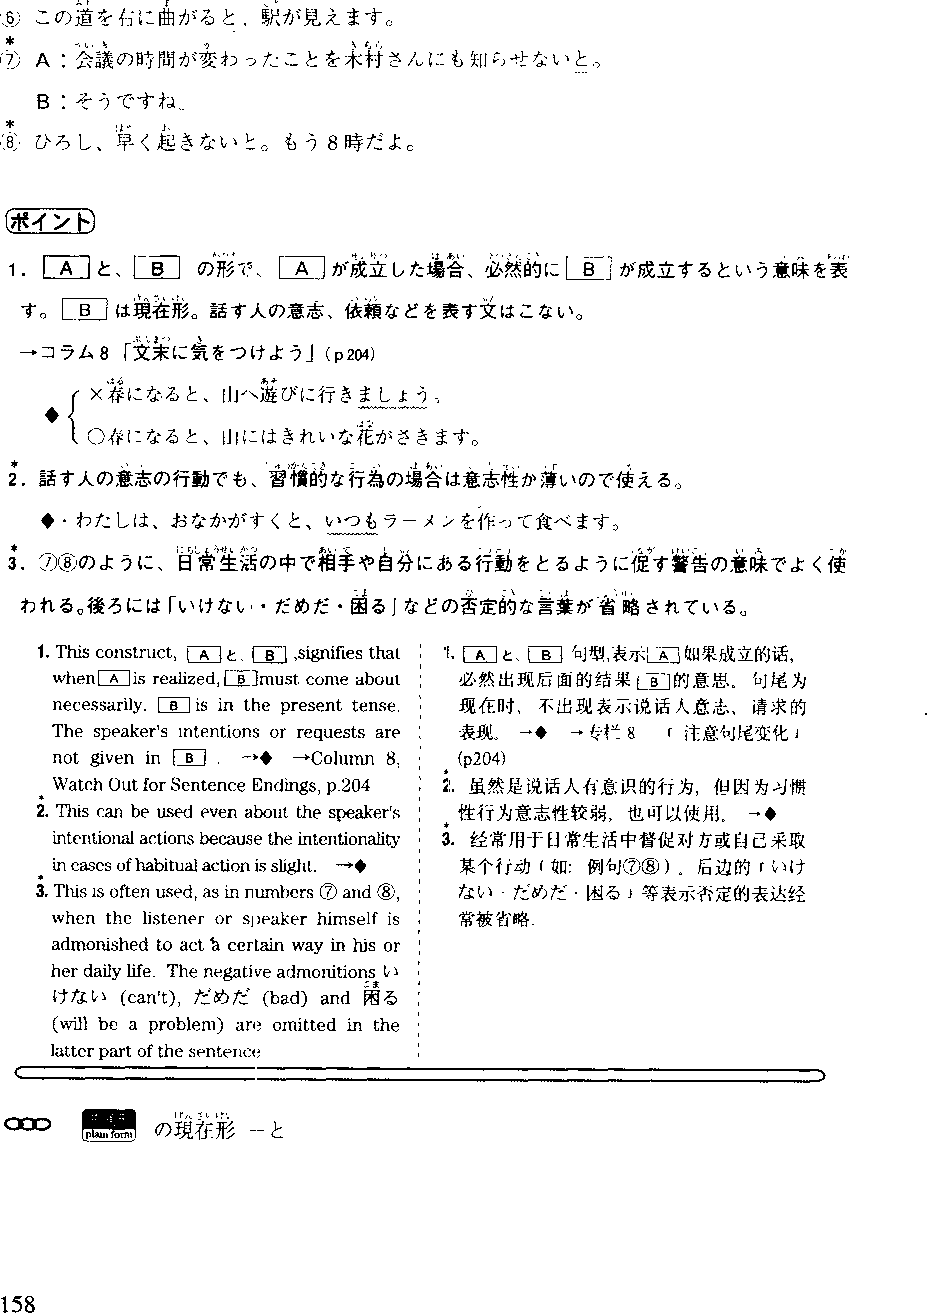 ⑥ この道を右に曲がると、駅が見えます。
*
⑦ A：会議の時間が変わったことを木村さんにも知らせないと。
B：そうですね。
*
⑧ ひろし、早く起きないと。もう8時だよ。
ポイント
1. A と、 B の形で、 A が成立した場合、必然的に B が成立するという意味を表
す。 B は現在形。話す人の意志、依頼などを表す文はこない。
→コラム8「文末に気をつけよう」(p204)
×春になると、山へ遊びに行きましょう。
◆
○春になると、山にはきれいな花がさきます。
*
2. 話す人の意志の行動でも、習慣的な行為の場合は意志性が薄いので使える。
◆・わたしは、おなかがすくと、いつもラーメンを作って食べます。
*
3. ⑦⑧のように、日常生活の中で相手や自分にある行動をとるように促す警告の意味でよく使
われる。後ろには「いけない・だめだ・困る」などの否定的な言葉が省略されている。
1. This construct, A と、 B ,signifies that
when A is realized, B must come about
necessarily. B is in the present tense.
The speaker's intentions or requests are
not given in B . →◆ →Column 8,
Watch Out for Sentence Endings, p.204
*
2. This can be used even about the speaker's
intentional actions because the intentionality
in cases of habitual action is slight. →◆
*
3. This is often used, as in numbers ⑦ and ⑧,
when the listener or speaker himself is
admonished to act a certain way in his or
her daily life. The negative admonitions い
けない (can't), だめだ (bad) and 困る
(will be a problem) are omitted in the
latter part of the sentence
1. A と、 B 句型,表示 A 如果成立的话,
必然出现后面的结果 B 的意思。句尾为
现在时, 不出现表示说话人意志、请求的
表现。 →◆ →专栏8 「注意句尾变化」
(p204)
*
2. 虽然是说话人有意识的行为, 但因为习惯
性行为意志性较弱, 也可以使用。 →◆
*
3. 经常用于日常生活中督促对方或自己采取
某个行动(如: 例句⑦⑧)。后边的「いけ
ない・だめだ・困る」等表示否定的表达经
常被省略.
plain form の現在形 ーと
158